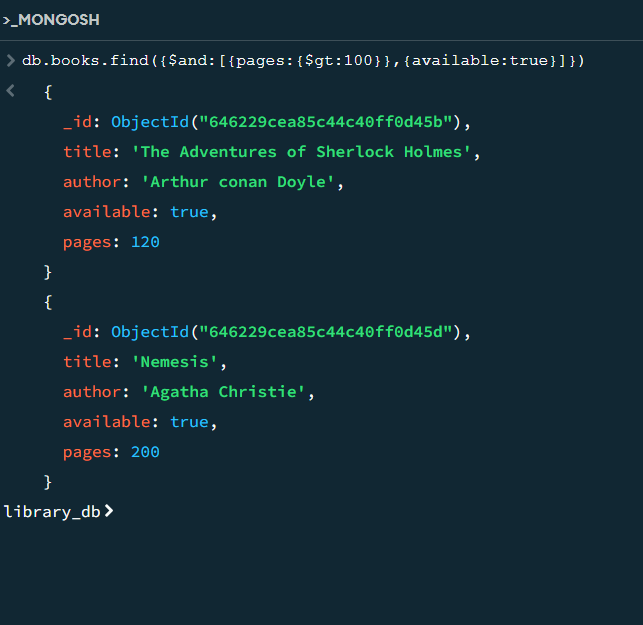 >_MONGOSH
> db.books.find({$and:[{pages:{$gt:100}},{available:true}]})
< {
_id: ObjectId("646229cea85c44c40ff0d45b"),
title: 'The Adventures of Sherlock Holmes',
author: 'Arthur conan Doyle',
available: true,
pages: 120
}
{
_id: ObjectId("646229cea85c44c40ff0d45d"),
title: 'Nemesis',
author: 'Agatha Christie',
available: true,
pages: 200
}
library_db>